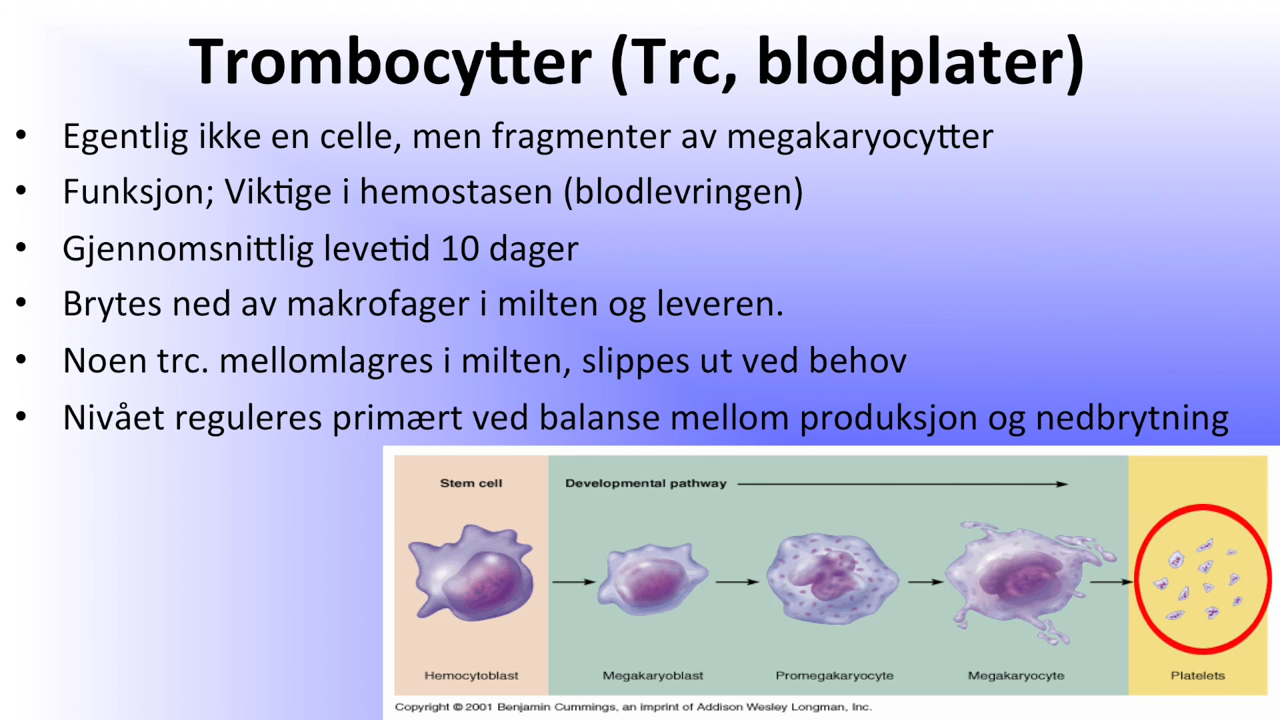 Trombocytter (Trc, blodplater)
• Egentlig ikke en celle, men fragmenter av megakaryocytter
• Funksjon; Viktige i hemostasen (blodlevringen)
• Gjennomsnittlig levetid 10 dager
• Brytes ned av makrofager i milten og leveren.
• Noen trc. mellomlagres i milten, slippes ut ved behov
• Nivået reguleres primært ved balanse mellom produksjon og nedbrytning
Stem cell
Developmental pathway
Hemocytoblast
Megakaryoblast
Promegakaryocyte
Megakaryocyte
Platelets
Copyright © 2001 Benjamin Cummings, an imprint of Addison Wesley Longman, Inc.